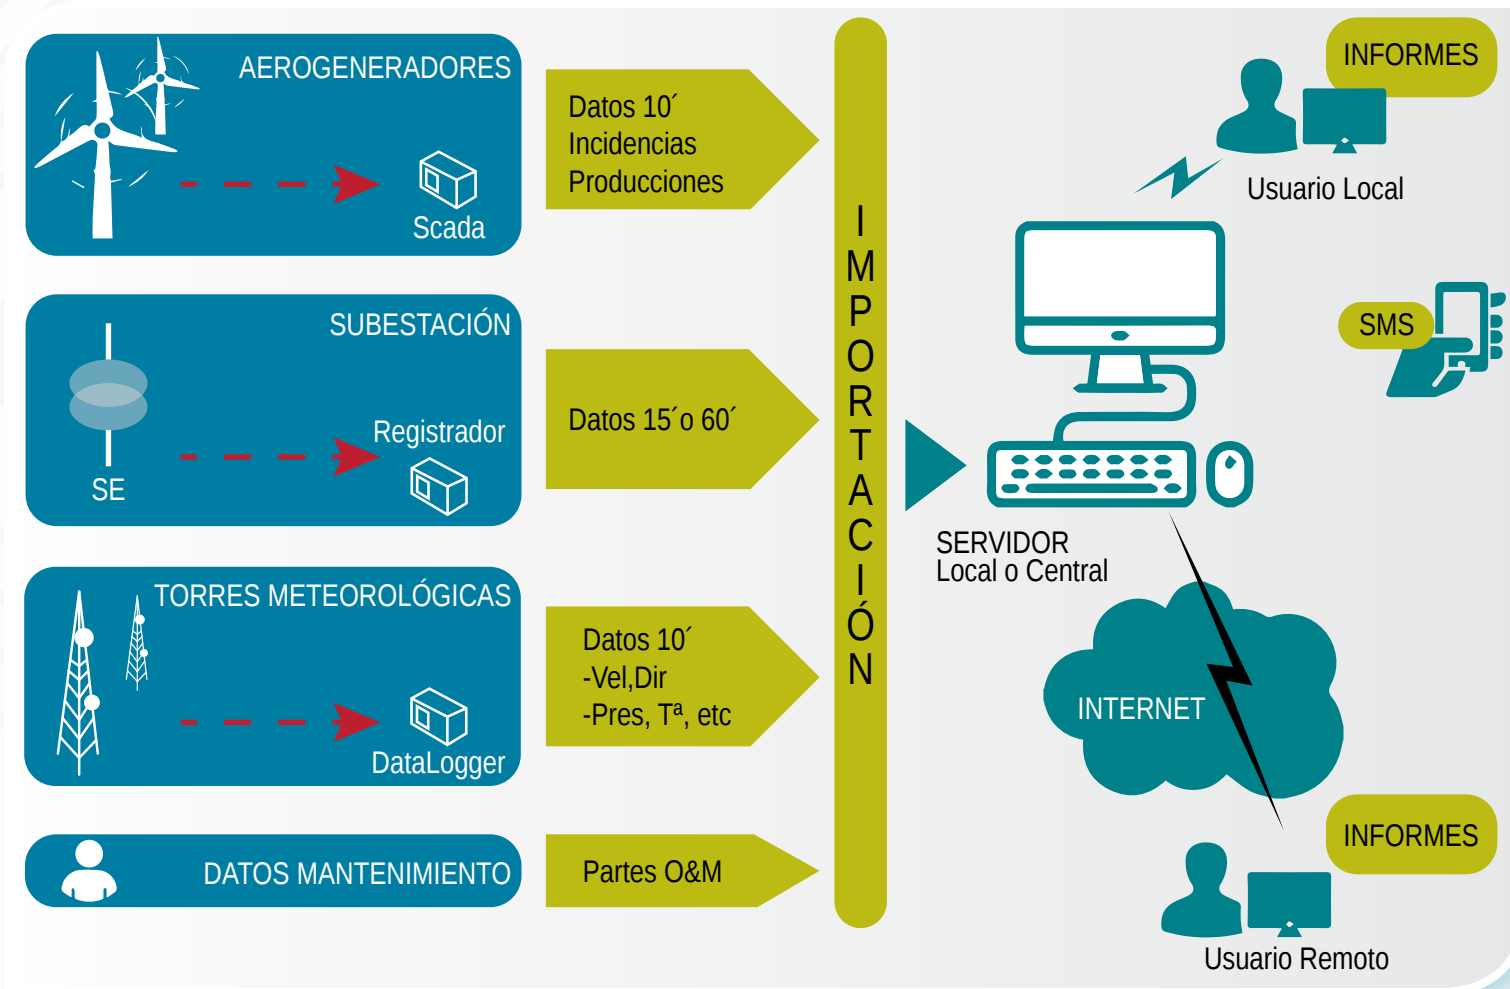 AEROGENERADORES
Scada
Datos 10´
Incidencias
Producciones
SUBESTACIÓN
Registrador
SE
Datos 15´o 60´
TORRES METEOROLÓGICAS
DataLogger
Datos 10´
-Vel,Dir
-Pres, Tª, etc
DATOS MANTENIMIENTO
Partes O&M
IMPORTACIÓN
INFORMES
Usuario Local
SMS
SERVIDOR
Local o Central
INTERNET
INFORMES
Usuario Remoto